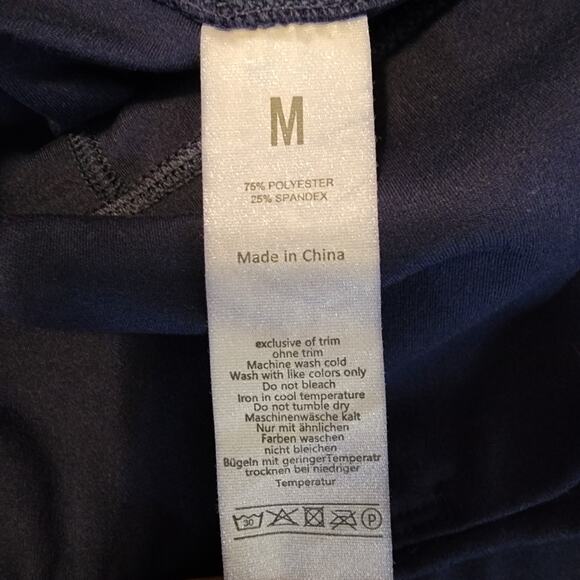 M
75% POLYESTER
25% SPANDEX
Made in China
exclusive of trim
ohne trim
Machine wash cold
Wash with like colors only
Do not bleach
Iron in cool temperature
Do not tumble dry
Maschinenwäsche kalt
Nur mit ähnlichen
Farben waschen
nicht bleichen
Bügeln mit geringerTemperatr
trocknen bei niedriger
Temperatur
30 P